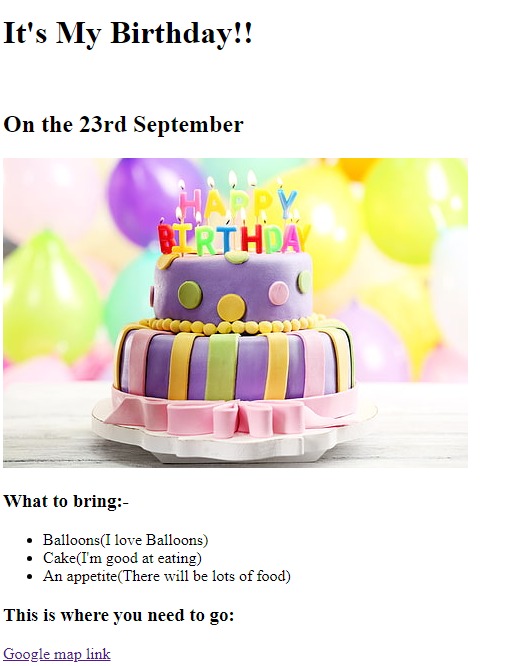 It's My Birthday!!
On the 23rd September
HAPPY
BIRTHDAY
What to bring:-
Balloons(I love Balloons)
Cake(I'm good at eating)
An appetite(There will be lots of food)
This is where you need to go:
Google map link